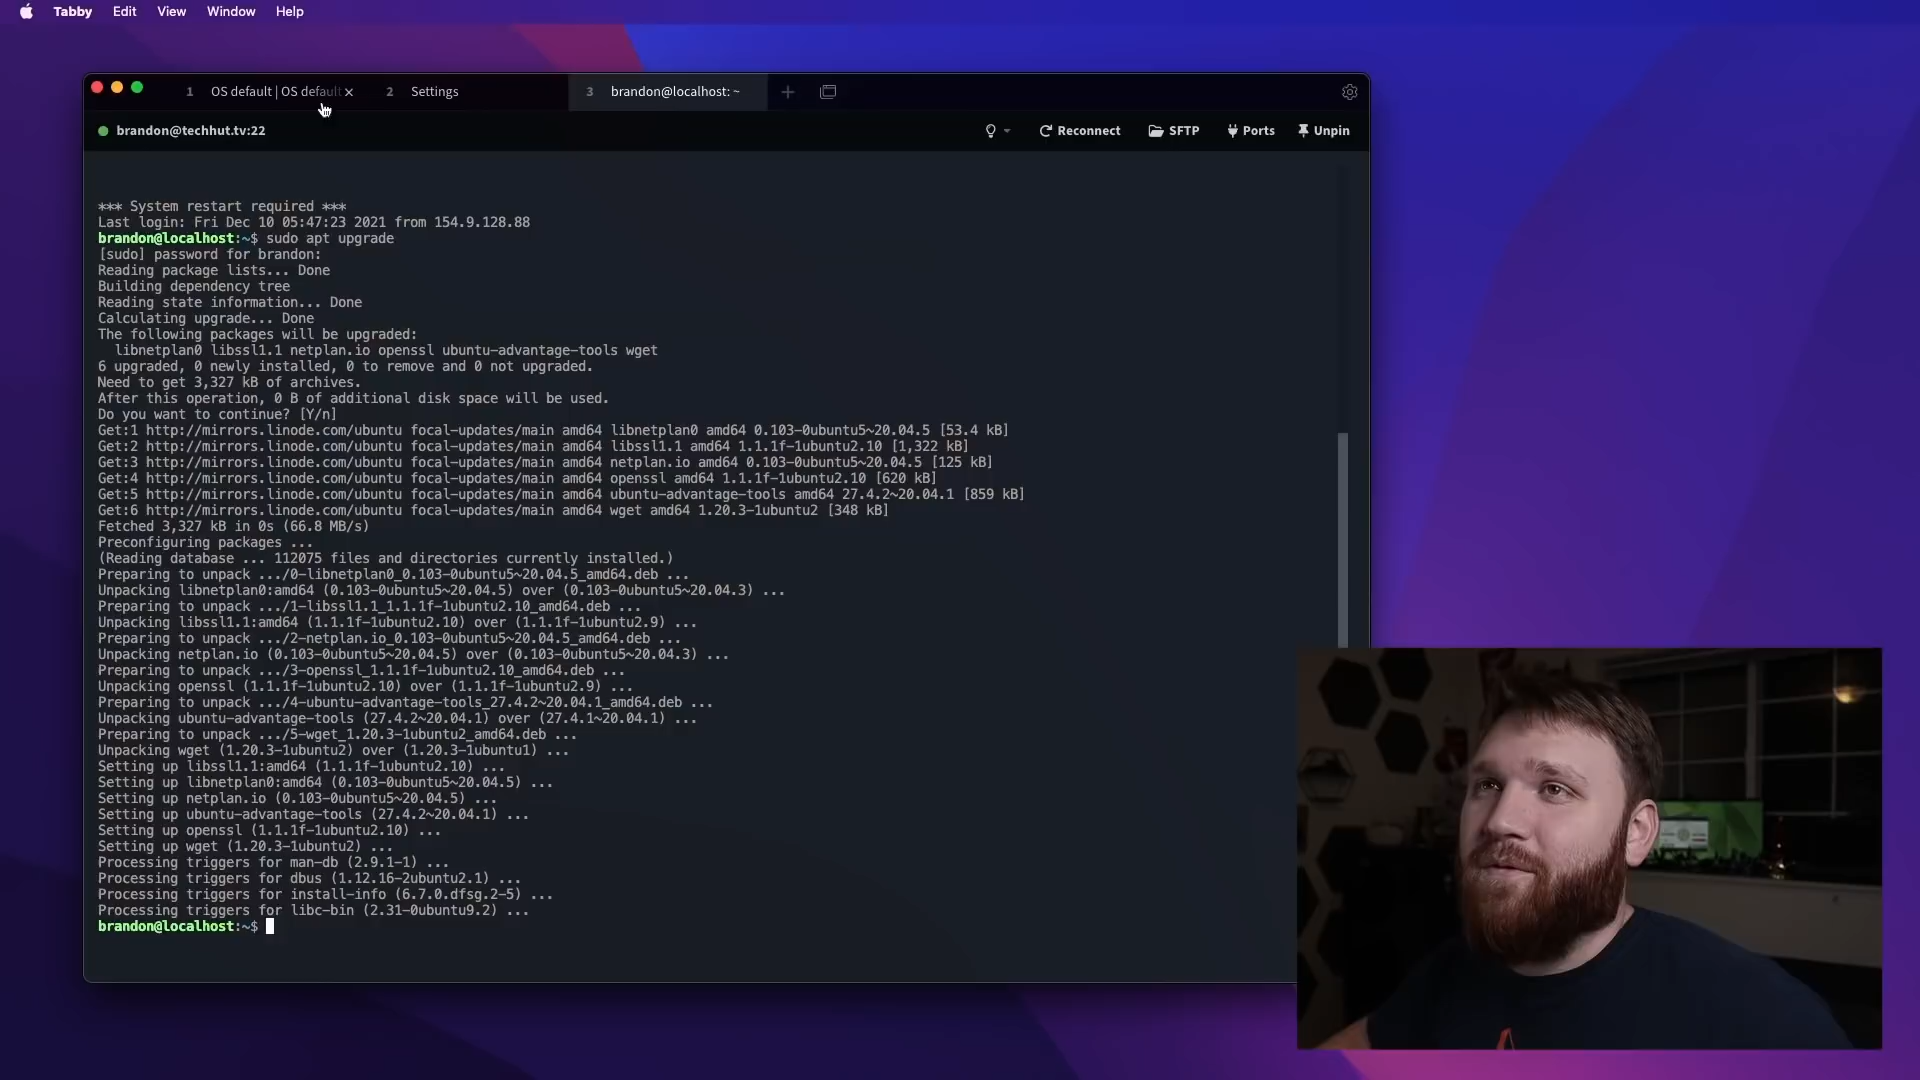 Tabby Edit View Window Help
1 OS default | OS default 2 Settings 3 brandon@localhost: ~
brandon@techhut.tv:22 Reconnect SFTP Ports Unpin
*** System restart required ***
Last login: Fri Dec 10 05:47:23 2021 from 154.9.128.88
brandon@localhost:~$ sudo apt upgrade
[sudo] password for brandon:
Reading package lists... Done
Building dependency tree
Reading state information... Done
Calculating upgrade... Done
The following packages will be upgraded:
libnetplan0 libssl1.1 netplan.io openssl ubuntu-advantage-tools wget
6 upgraded, 0 newly installed, 0 to remove and 0 not upgraded.
Need to get 3,327 kB of archives.
After this operation, 0 B of additional disk space will be used.
Do you want to continue? [Y/n]
Get:1 http://mirrors.linode.com/ubuntu focal-updates/main amd64 libnetplan0 amd64 0.103-0ubuntu5~20.04.5 [53.4 kB]
Get:2 http://mirrors.linode.com/ubuntu focal-updates/main amd64 libssl1.1 amd64 1.1.1f-1ubuntu2.10 [1,322 kB]
Get:3 http://mirrors.linode.com/ubuntu focal-updates/main amd64 netplan.io amd64 0.103-0ubuntu5~20.04.5 [125 kB]
Get:4 http://mirrors.linode.com/ubuntu focal-updates/main amd64 openssl amd64 1.1.1f-1ubuntu2.10 [620 kB]
Get:5 http://mirrors.linode.com/ubuntu focal-updates/main amd64 ubuntu-advantage-tools amd64 27.4.2~20.04.1 [859 kB]
Get:6 http://mirrors.linode.com/ubuntu focal-updates/main amd64 wget amd64 1.20.3-1ubuntu2 [348 kB]
Fetched 3,327 kB in 0s (66.8 MB/s)
Preconfiguring packages ...
(Reading database ... 112075 files and directories currently installed.)
Preparing to unpack .../0-libnetplan0_0.103-0ubuntu5~20.04.5_amd64.deb ...
Unpacking libnetplan0:amd64 (0.103-0ubuntu5~20.04.5) over (0.103-0ubuntu5~20.04.3) ...
Preparing to unpack .../1-libssl1.1_1.1.1f-1ubuntu2.10_amd64.deb ...
Unpacking libssl1.1:amd64 (1.1.1f-1ubuntu2.10) over (1.1.1f-1ubuntu2.9) ...
Preparing to unpack .../2-netplan.io_0.103-0ubuntu5~20.04.5_amd64.deb ...
Unpacking netplan.io (0.103-0ubuntu5~20.04.5) over (0.103-0ubuntu5~20.04.3) ...
Preparing to unpack .../3-openssl_1.1.1f-1ubuntu2.10_amd64.deb ...
Unpacking openssl (1.1.1f-1ubuntu2.10) over (1.1.1f-1ubuntu2.9) ...
Preparing to unpack .../4-ubuntu-advantage-tools_27.4.2~20.04.1_amd64.deb ...
Unpacking ubuntu-advantage-tools (27.4.2~20.04.1) over (27.4.1~20.04.1) ...
Preparing to unpack .../5-wget_1.20.3-1ubuntu2_amd64.deb ...
Unpacking wget (1.20.3-1ubuntu2) over (1.20.3-1ubuntu1) ...
Setting up libssl1.1:amd64 (1.1.1f-1ubuntu2.10) ...
Setting up libnetplan0:amd64 (0.103-0ubuntu5~20.04.5) ...
Setting up netplan.io (0.103-0ubuntu5~20.04.5) ...
Setting up ubuntu-advantage-tools (27.4.2~20.04.1) ...
Setting up openssl (1.1.1f-1ubuntu2.10) ...
Setting up wget (1.20.3-1ubuntu2) ...
Processing triggers for man-db (2.9.1-1) ...
Processing triggers for dbus (1.12.16-2ubuntu2.1) ...
Processing triggers for install-info (6.7.0.dfsg.2-5) ...
Processing triggers for libc-bin (2.31-0ubuntu9.2) ...
brandon@localhost:~$